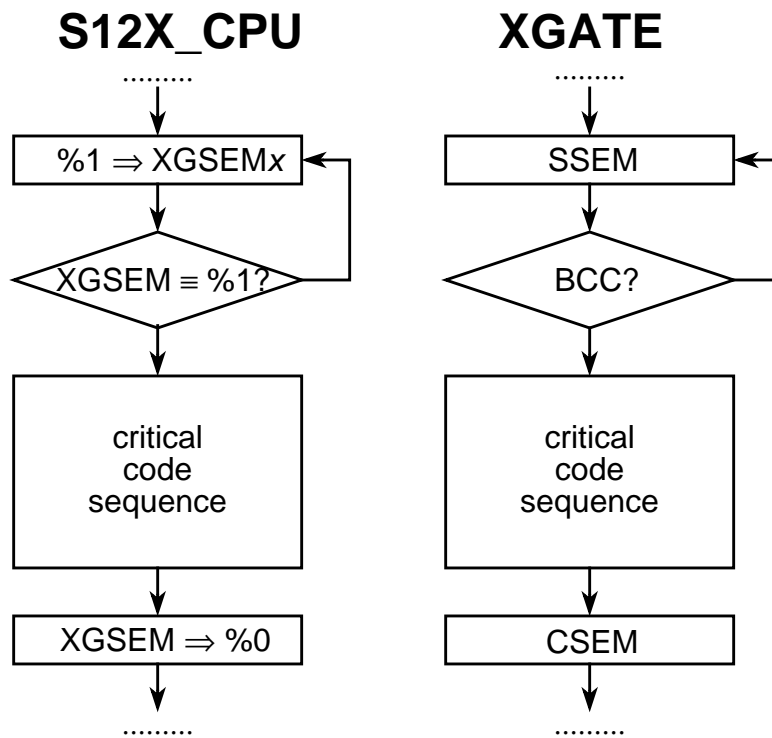 S12X_CPU
.........
%1 ⇒ XGSEMx
XGSEM ≡ %1?
critical
code
sequence
XGSEM ⇒ %0
.........
XGATE
.........
SSEM
BCC?
critical
code
sequence
CSEM
.........